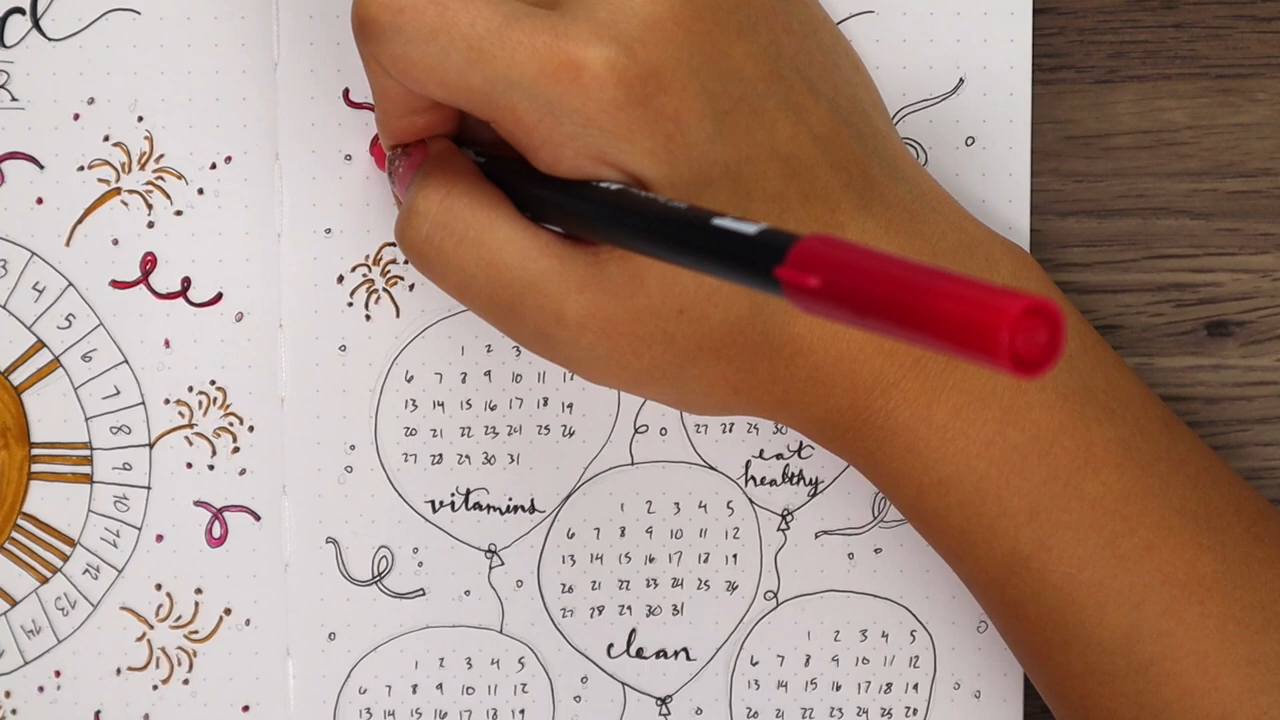 3
4
5
6
7
8
9
10
11
12
13
14
1 2 3
6 7 8 9 10 11 12
13 14 15 16 17 18 19
20 21 22 23 24 25 26
27 28 29 30 31
vitamins
27 28 29 30
eat
healthy
1 2 3 4 5
6 7 8 9 10 11 12
13 14 15 16 17 18 19
20 21 22 23 24 25 26
27 28 29 30 31
clean
1 2 3 4 5
6 7 8 9 10 11 12
13 14 15 16 17 18 19
1 2 3 4 5
6 7 8 9 10 11 12
13 14 15 16 17 18 19
20 21 22 23 24 25 26